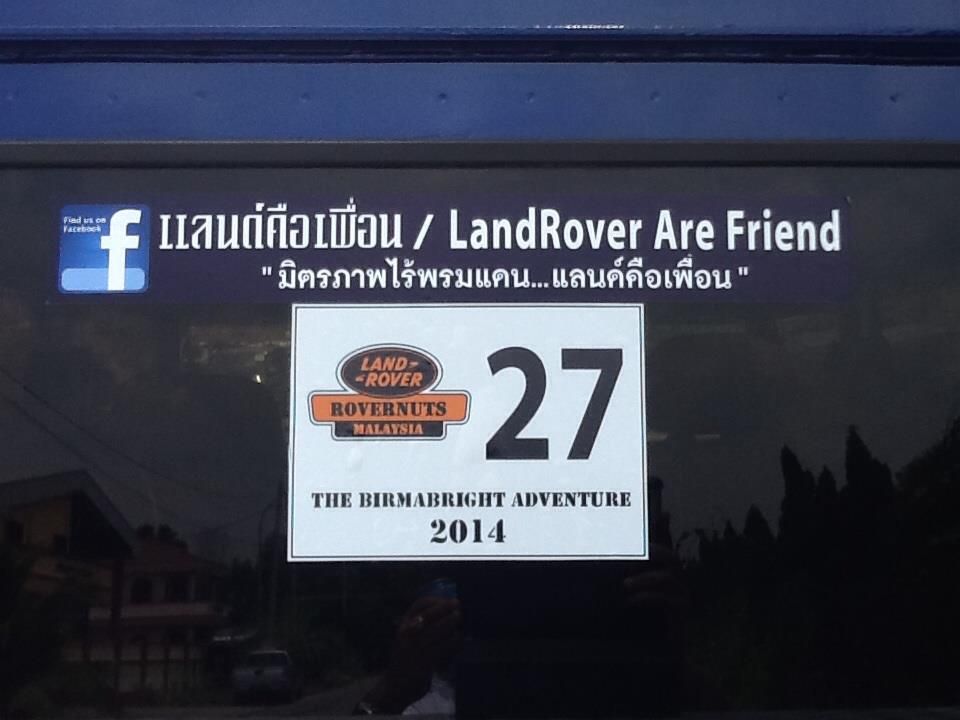 Find us on
Facebook
f
แลนด์คือเพื่อน / LandRover Are Friend
" มิตรภาพไร้พรมแดน...แลนด์คือเพื่อน "
LAND-
-ROVER
ROVERNUTS
MALAYSIA
27
THE BIRMABRIGHT ADVENTURE
2014